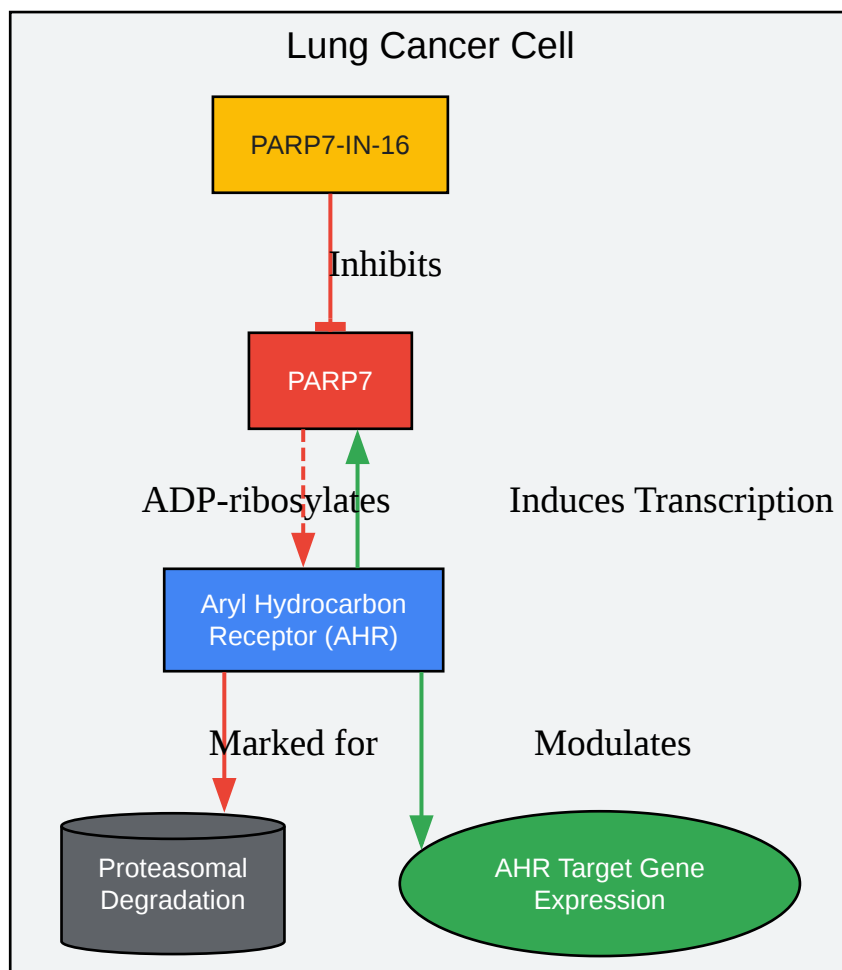 Lung Cancer Cell
PARP7-IN-16
Inhibits
PARP7
ADP-ribosylates
Induces Transcription
Aryl Hydrocarbon
Receptor (AHR)
Marked for
Modulates
Proteasomal
Degradation
AHR Target Gene
Expression